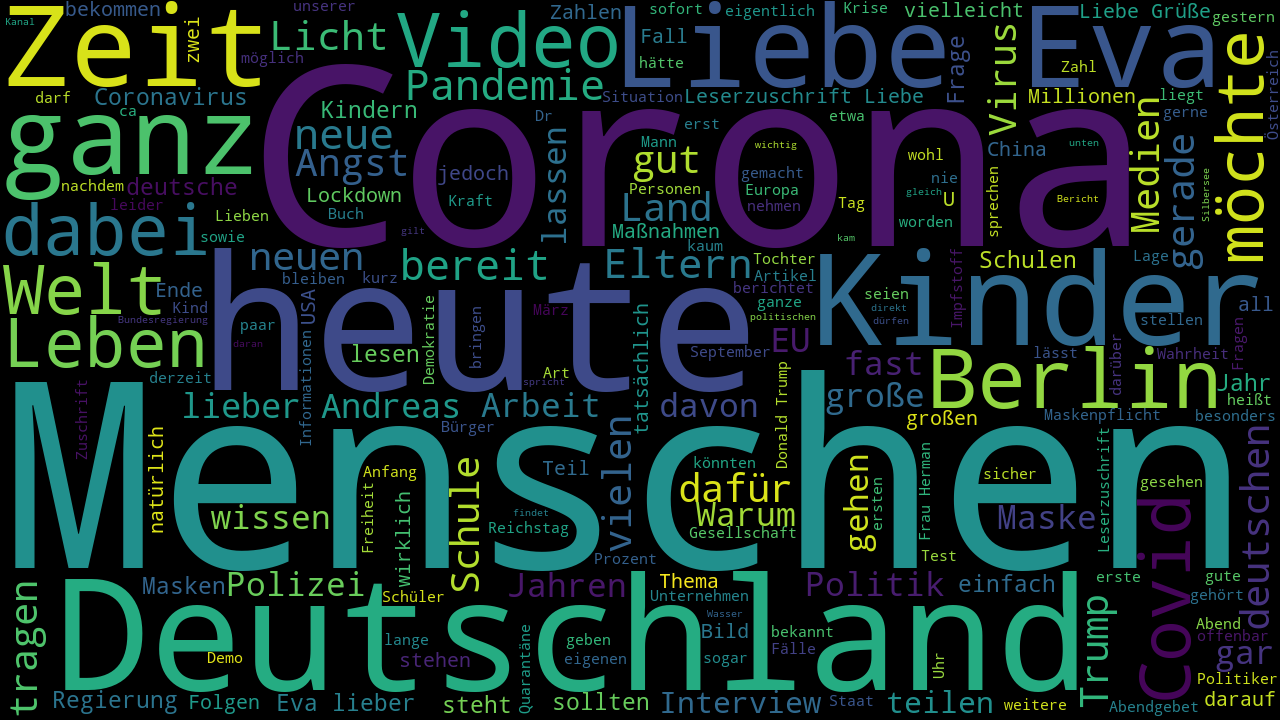 Kanal
Zeit
bekommen
zwei
unserer
möglich
Licht
Video
Zahlen
sofort
eigentlich
Krise
vielleicht
Liebe Grüße
gestern
Fall
hätte
Liebe
Frage
Virus
Eva
Zahl
möchte
Österreich
darf
Coronavirus
ca
Kindern
Pandemie
Situation
Leserzuschrift Liebe
Millionen
liegt
gerne
ganz
Corona
neue
Angst
Dr
erst
etwa
Mann
wichtig
gut
gemacht
wohl
China
unten
Medien
gerade
nachdem
deutsche
leider
Lockdown
Buch
jedoch
Kraft
lassen
Personen
Europa
nehmen
nie
gleich
U
Tag
worden
sprechen
Bericht
Silbersee
dabei
Lieben
sowie
gilt
Land
Maßnahmen
kaum
kam
Welt
neuen
bleiben
kurz
bereit
Eltern
Tochter
Artikel
berichtet
ganze
politischen
Kinder
Schulen
Impfstoff
Lage
all
seien
direkt
dürfen
stellen
Ende
Kind
Bundesregierung
USA
Informationen
paar
daran
heute
März
Demokratie
bringen
September
EU
tatsächlich
Leben
derzeit
lesen
Art
spricht
fast
große
großen
Berlin
lässt
darüber
Wahrheit
Fragen
Jahr
heißt
besonders
Maskenpflicht
Zuschrift
lieber
Andreas
Arbeit
Bürger
davon
Donald Trump
Menschen
natürlich
wissen
Anfang
Freiheit
wirklich
Schule
Teil
findet
Reichstag
vielen
Prozent
könnten
dafür
Warum
Gesellschaft
gehen
ersten
Frau Herman
sicher
Maske
Test
Leserzuschrift
gesehen
covid
deutschen
tragen
Masken
Polizei
Schüler
Jahren
Thema
Unternehmen
Wasser
Politik
einfach
erste
gute
gehört
Deutschland
Demo
lange
stehen
Quarantäne
geben
eigenen
Bild
sogar
bekannt
Fälle
Uhr
Trump
Abend
offenbar
gar
Politiker
Regierung
Folgen
Eva lieber
steht
sollten
Interview
Staat
teilen
weitere
Abendgebet
darauf